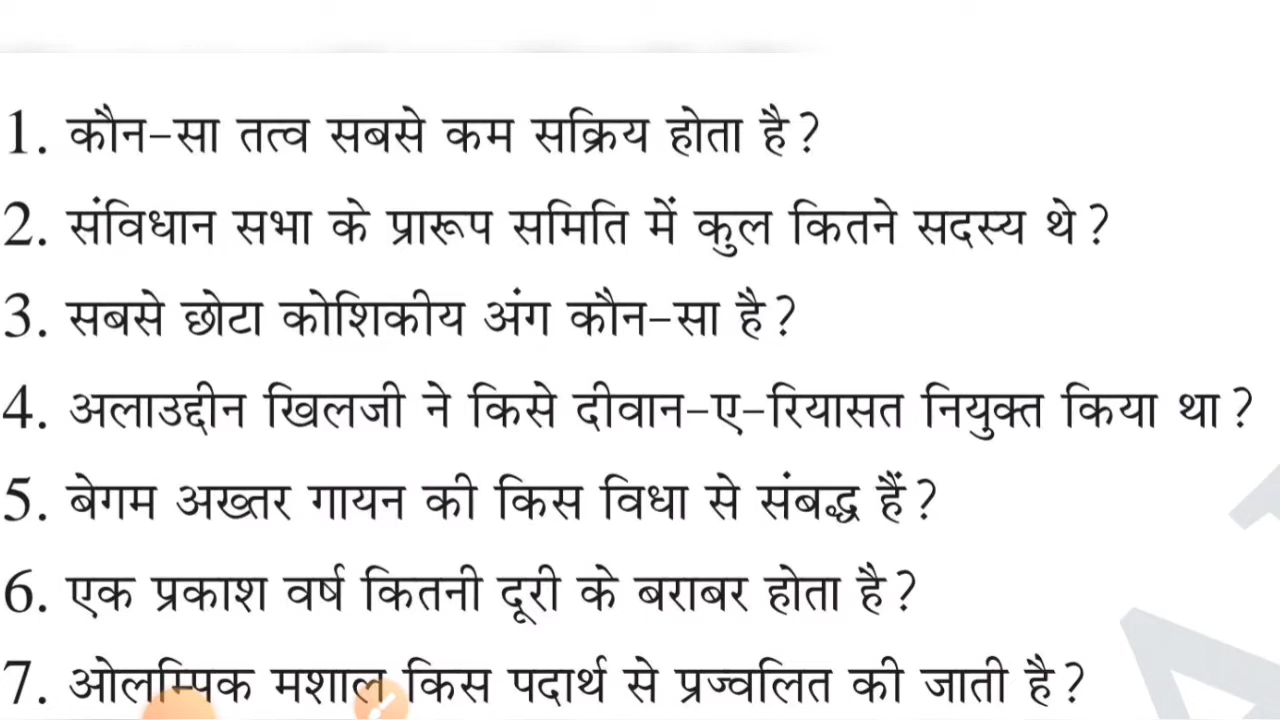 1. कौन-सा तत्व सबसे कम सक्रिय होता है?
2. संविधान सभा के प्रारूप समिति में कुल कितने सदस्य थे?
3. सबसे छोटा कोशिकीय अंग कौन-सा है?
4. अलाउद्दीन खिलजी ने किसे दीवान-ए-रियासत नियुक्त किया था?
5. बेगम अख्तर गायन की किस विधा से संबद्ध हैं?
6. एक प्रकाश वर्ष कितनी दूरी के बराबर होता है?
7. ओलम्पिक मशाल किस पदार्थ से प्रज्वलित की जाती है?